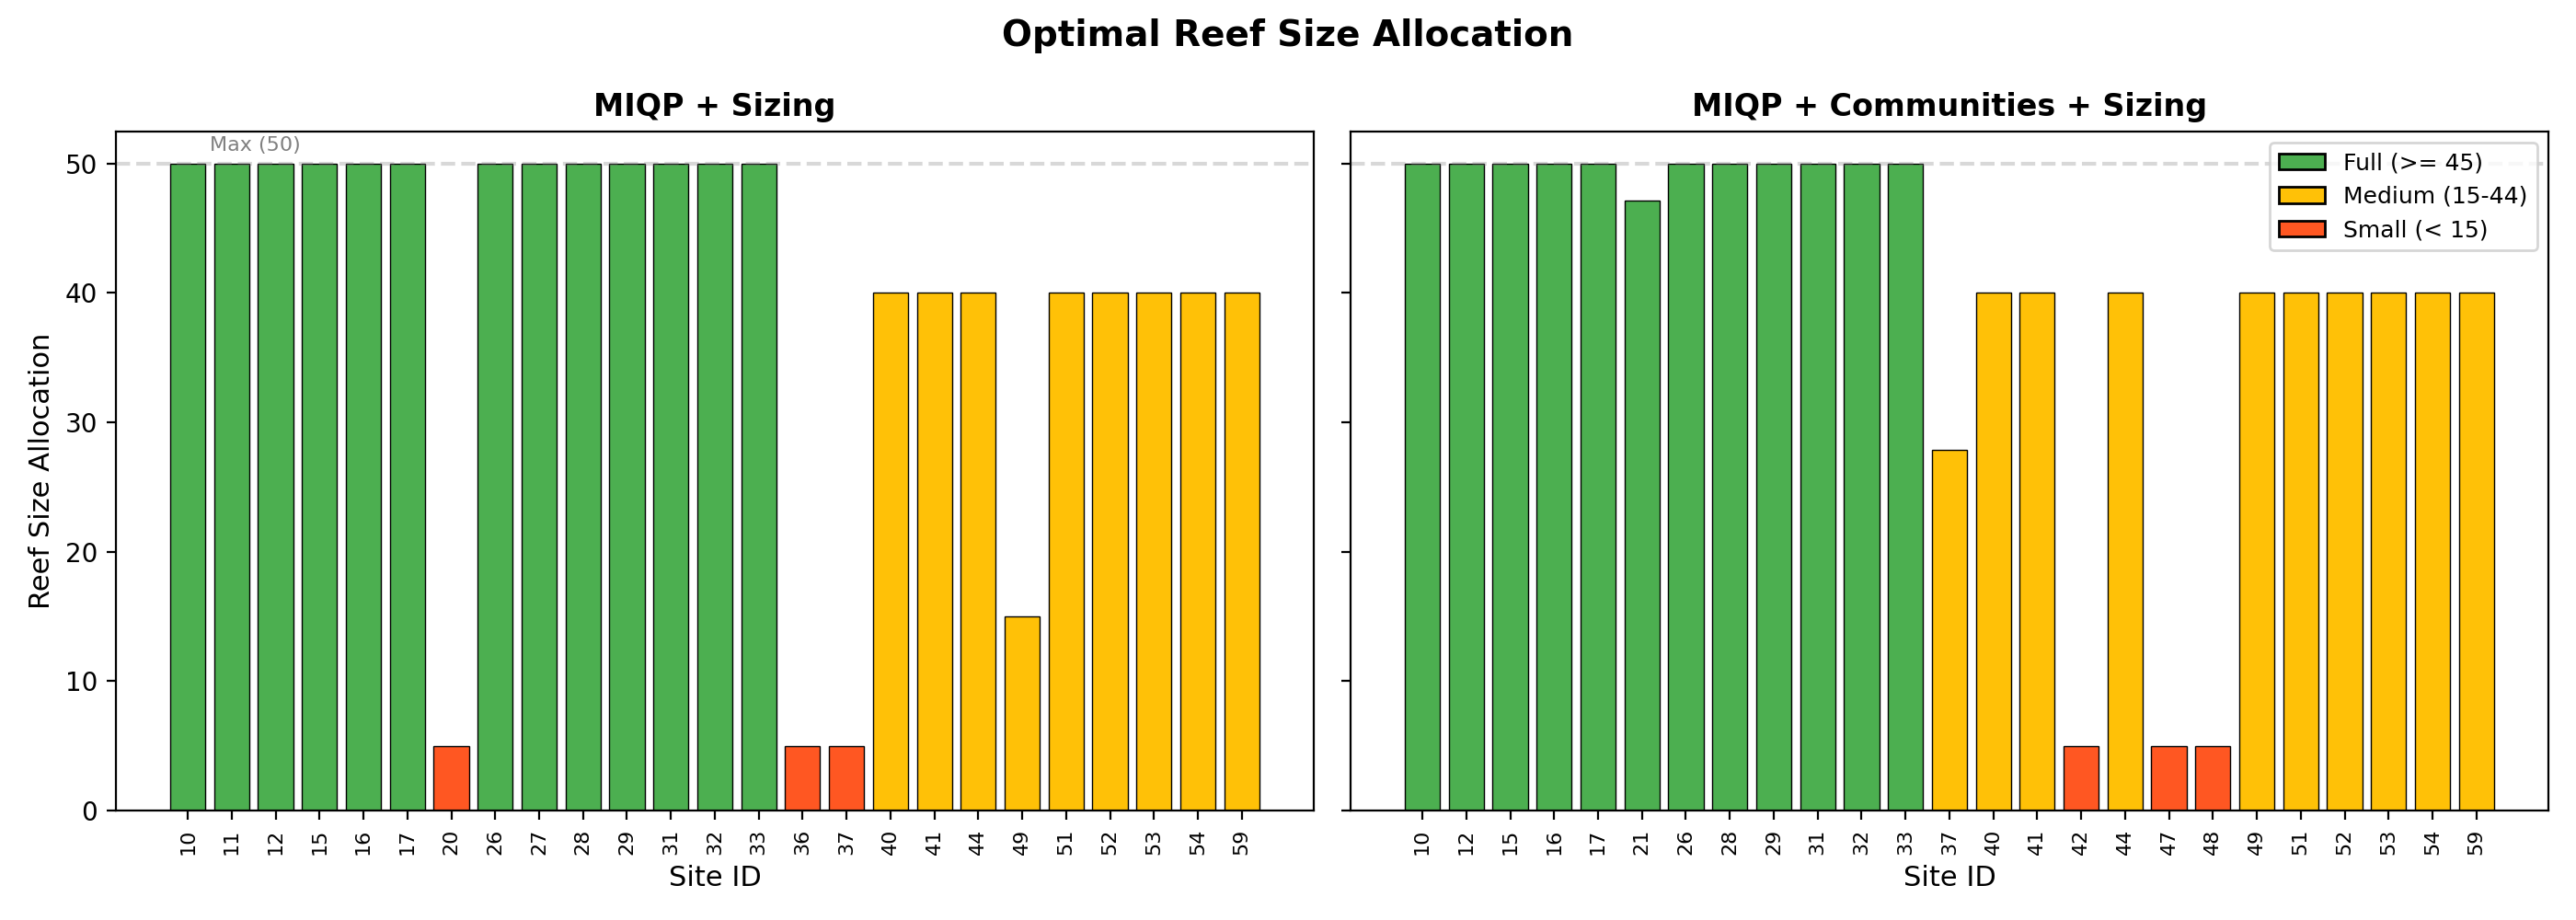 Optimal Reef Size Allocation
MIQP + Sizing
Max (50)
Reef Size Allocation
50
40
30
20
10
0
10 11 12 15 16 17 20 26 27 28 29 31 32 33 36 37 40 41 44 49 51 52 53 54 59
Site ID
MIQP + Communities + Sizing
Full (>= 45)
Medium (15-44)
Small (< 15)
10 12 15 16 17 21 26 28 29 31 32 33 37 40 41 42 44 47 48 49 51 52 53 54 59
Site ID